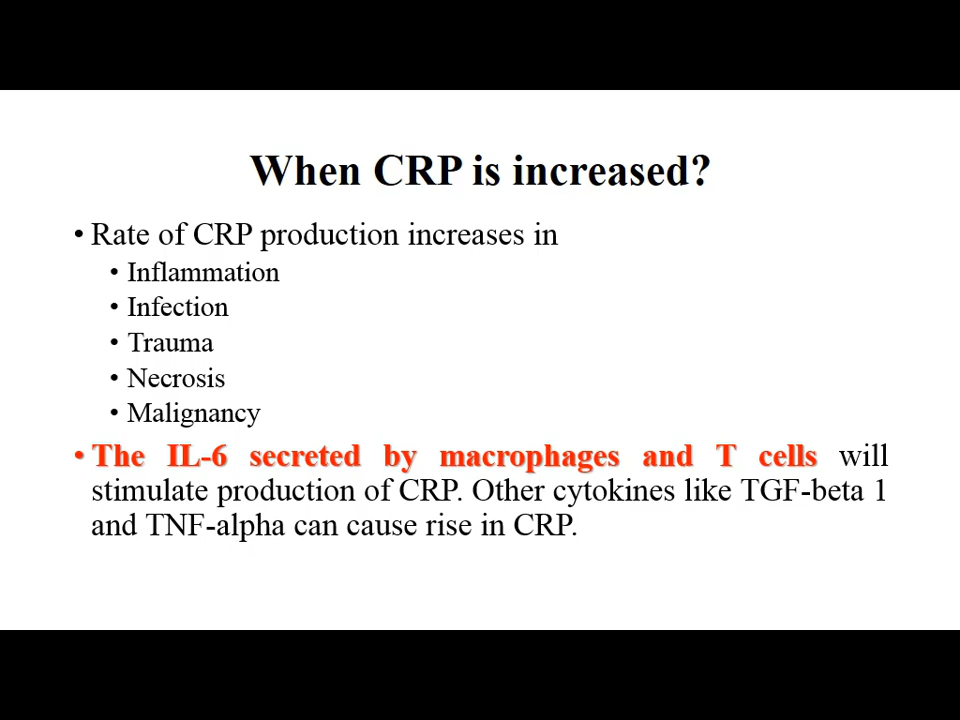 When CRP is increased?
• Rate of CRP production increases in
• Inflammation
• Infection
• Trauma
• Necrosis
• Malignancy
• The IL-6 secreted by macrophages and T cells will
stimulate production of CRP. Other cytokines like TGF-beta 1
and TNF-alpha can cause rise in CRP.